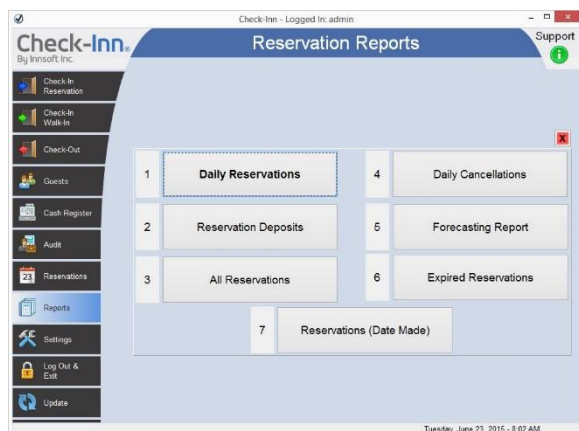 Check-Inn - Logged In: admin
Check-Inn®
By Innsoft Inc.
Reservation Reports
Support
Check-In
Reservation
Check-In
Walk-In
Check-Out
Guests
Cash Register
Audit
23
Reservations
Reports
Settings
Log Out &
Exit
Update
X
1 Daily Reservations
4 Daily Cancellations
2 Reservation Deposits
5 Forecasting Report
3 All Reservations
6 Expired Reservations
7 Reservations (Date Made)
Tuesday, June 23, 2015 - 8:02 AM